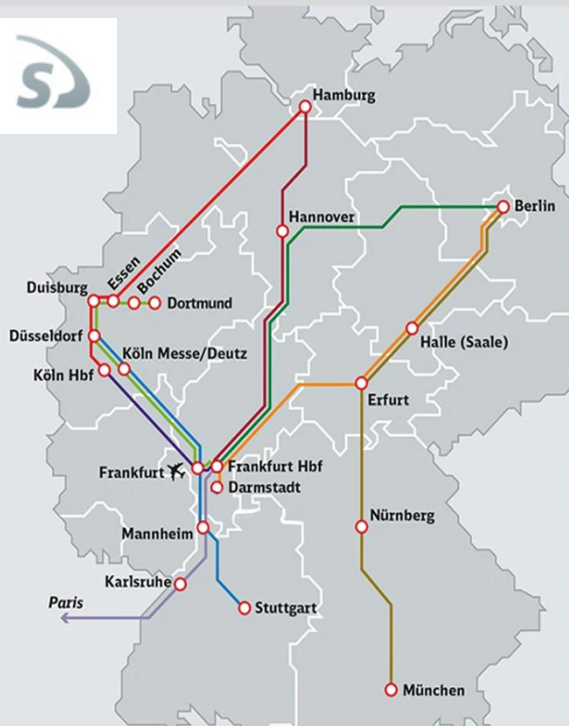 S
Hamburg
Hannover
Berlin
Essen
Bochum
Duisburg
Dortmund
Düsseldorf
Köln Messe/Deutz
Köln Hbf
Halle (Saale)
Erfurt
Frankfurt
Frankfurt Hbf
Darmstadt
Mannheim
Nürnberg
Karlsruhe
Paris
Stuttgart
München